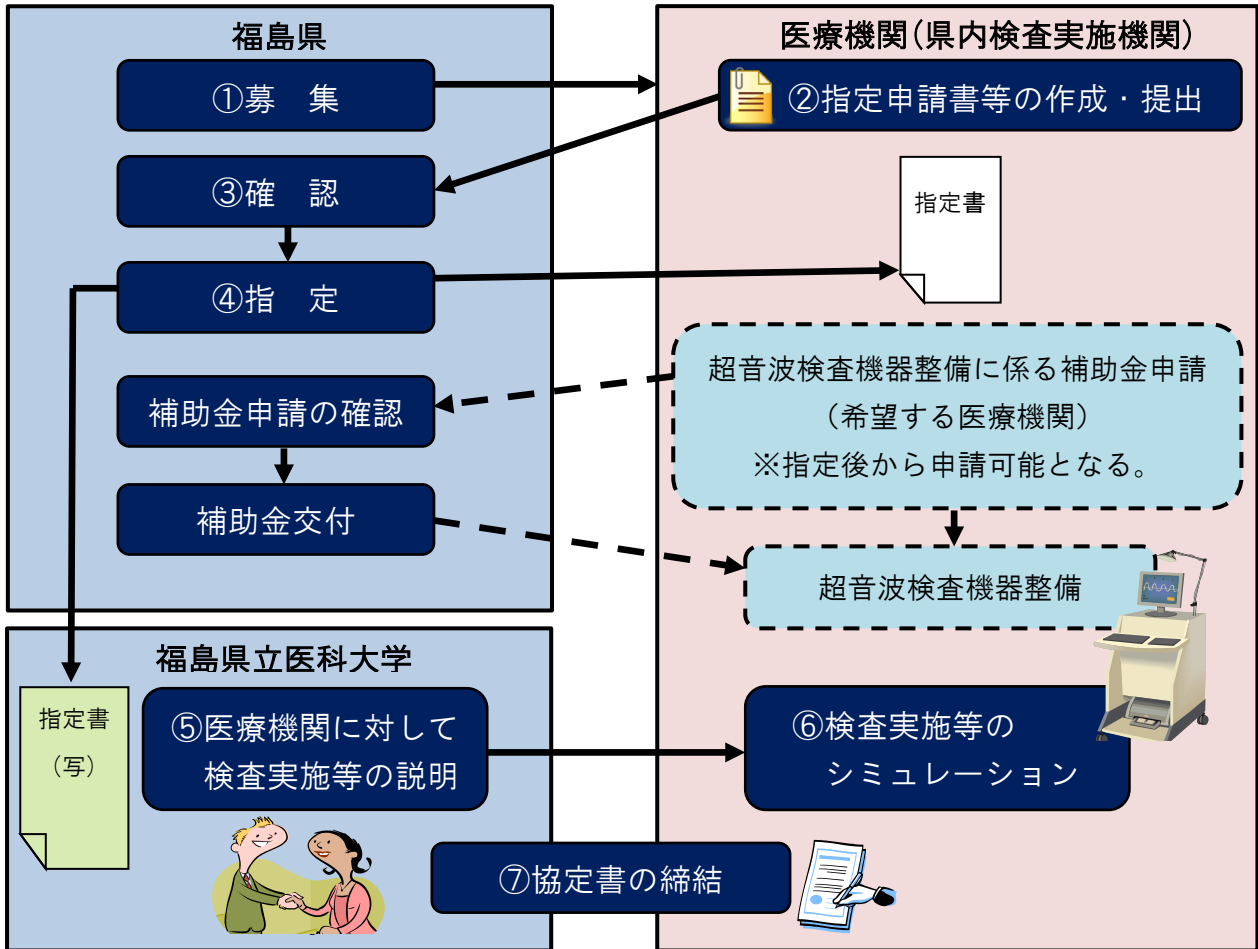 福島県
①募　集
③確　認
④指　定
補助金申請の確認
補助金交付
医療機関(県内検査実施機関)
②指定申請書等の作成・提出
指定書
超音波検査機器整備に係る補助金申請
（希望する医療機関）
※指定後から申請可能となる。
超音波検査機器整備
福島県立医科大学
指定書
（写）
⑤医療機関に対して
検査実施等の説明
⑥検査実施等の
シミュレーション
⑦協定書の締結